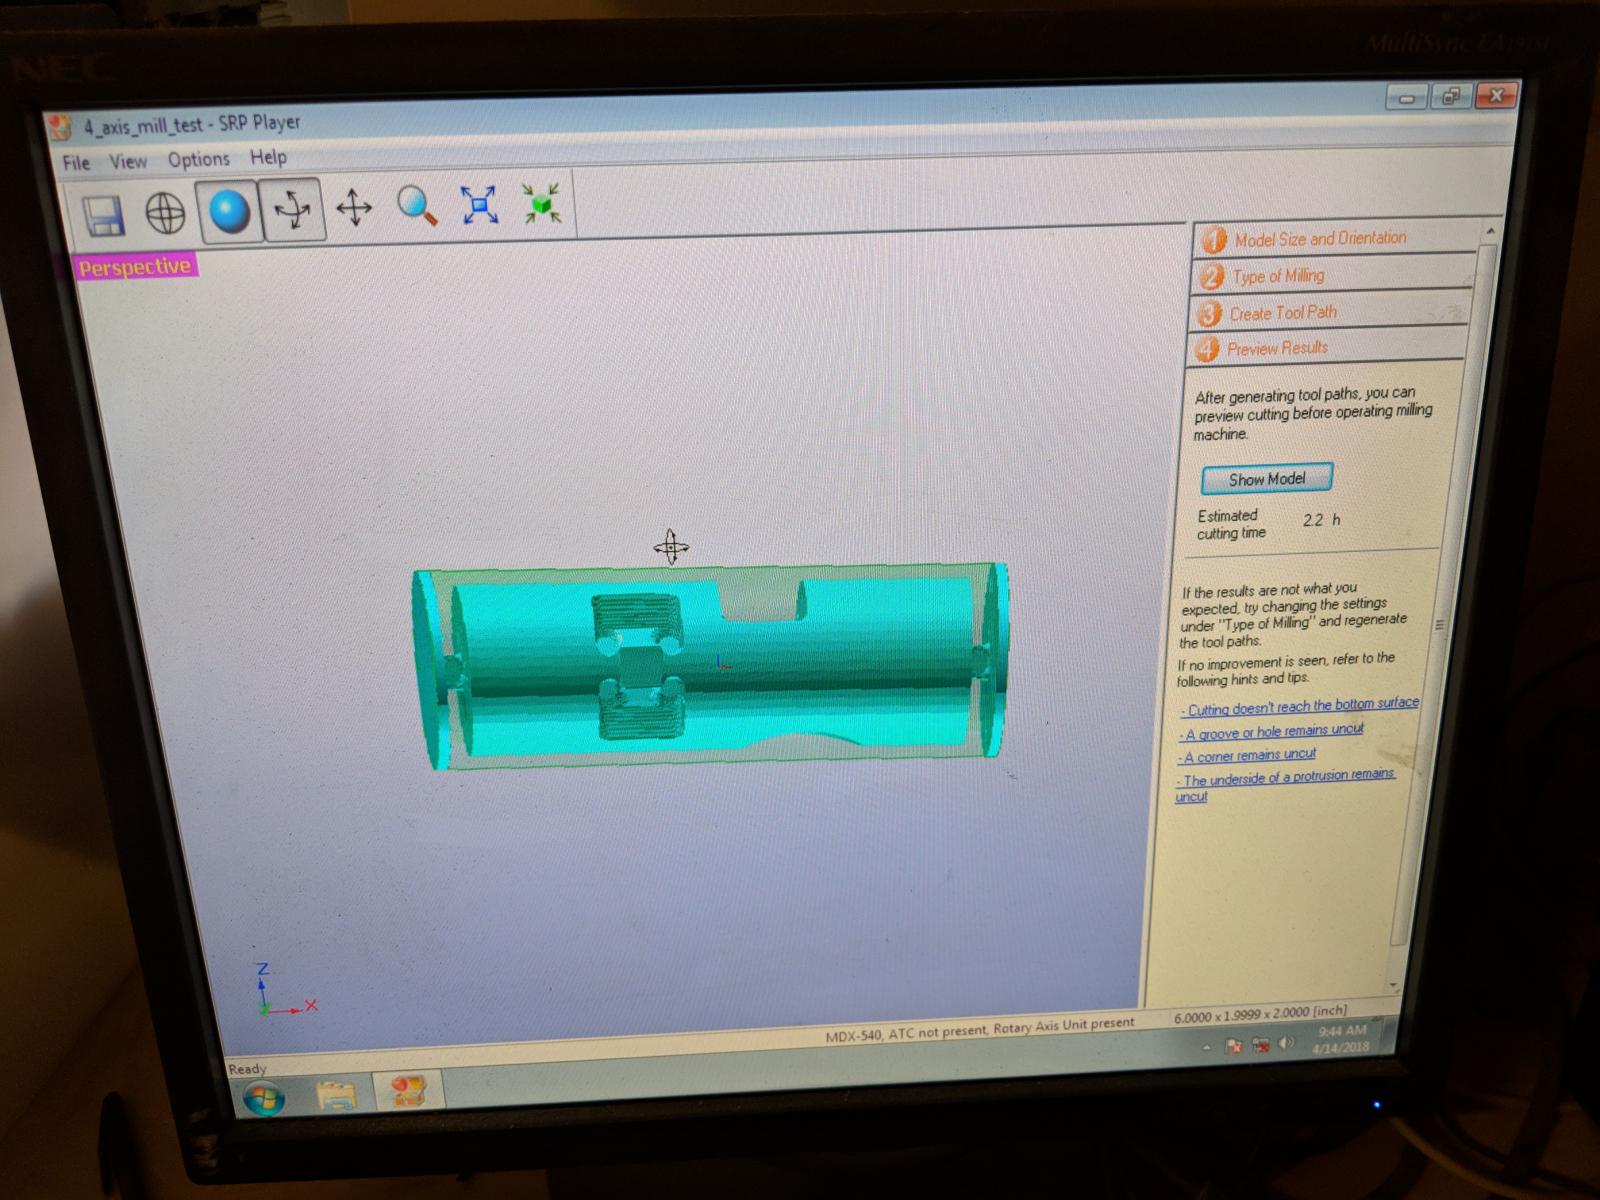 NEC
MultiSync EA191M
4_axis_mill_test - SRP Player
File View Options Help
Perspective
1 Model Size and Orientation
2 Type of Milling
3 Create Tool Path
4 Preview Results
After generating tool paths, you can
preview cutting before operating milling
machine.
Show Model
Estimated
cutting time
2.2 h
If the results are not what you
expected, try changing the settings
under "Type of Milling" and regenerate
the tool paths.
If no improvement is seen, refer to the
following hints and tips.
- Cutting doesn't reach the bottom surface
- A groove or hole remains uncut
- A corner remains uncut
- The underside of a protrusion remains
uncut
Z
X
MDX-540, ATC not present, Rotary Axis Unit present
6.0000 x 1.9999 x 2.0000 [inch]
Ready
9:44 AM
4/14/2018